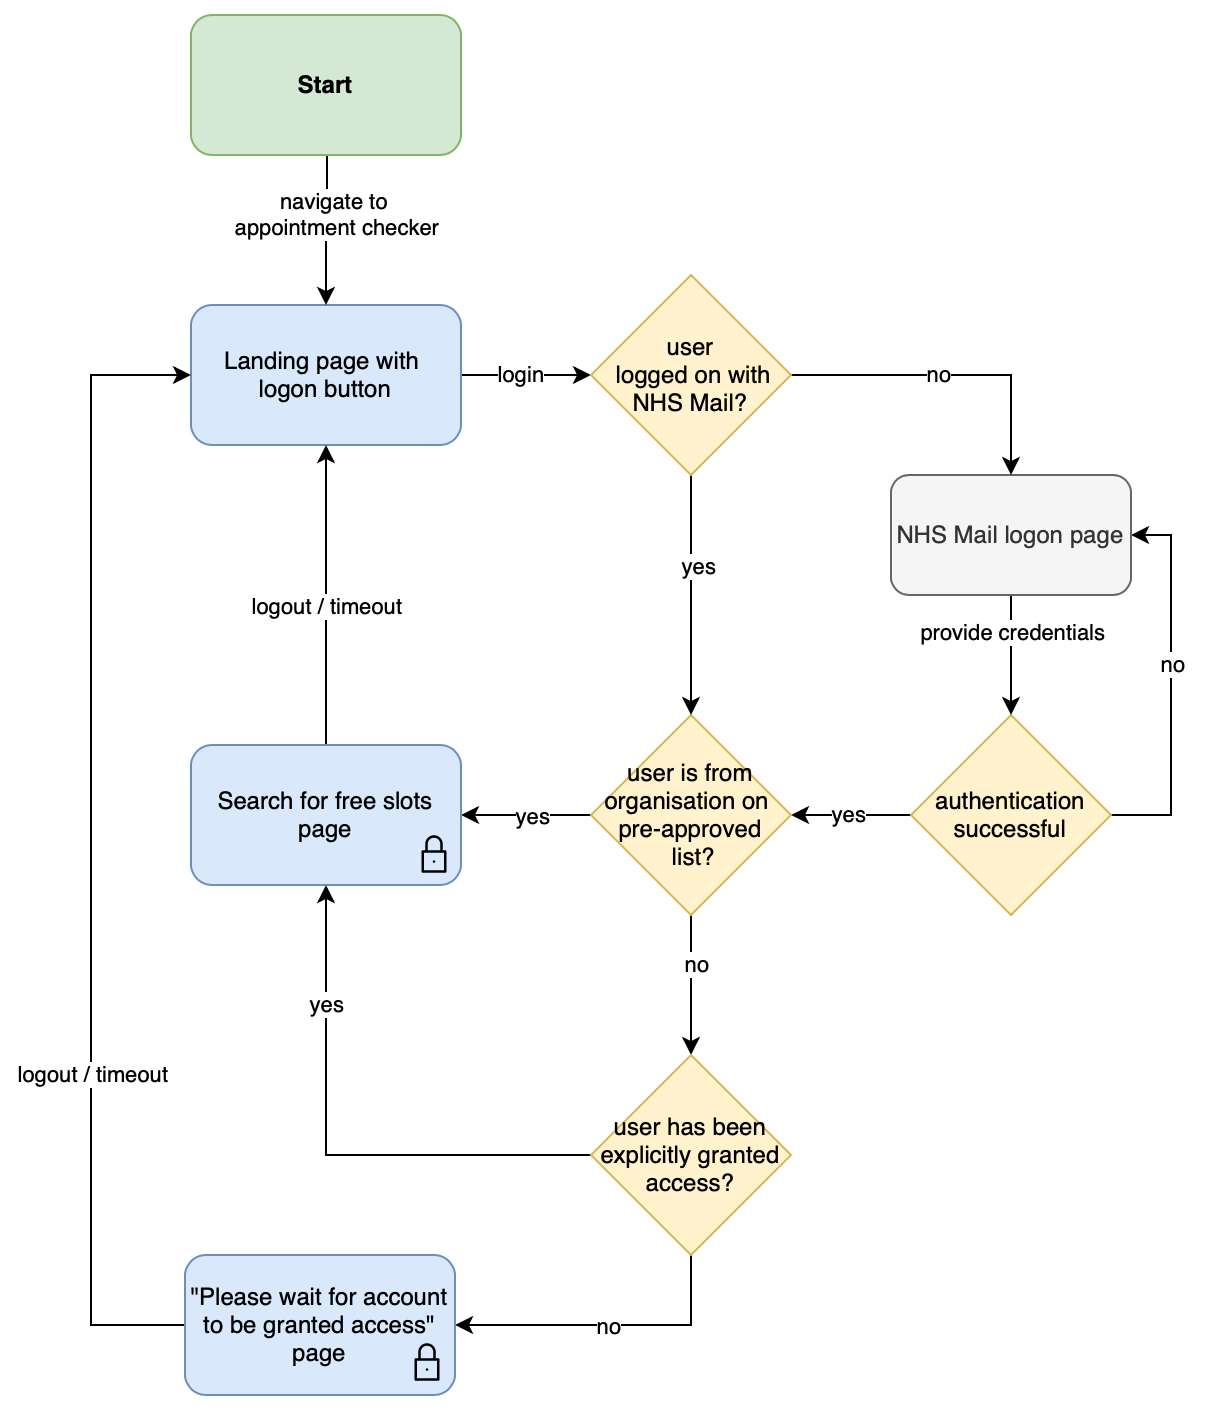 Start
navigate to
appointment checker
Landing page with
logon button
login
user
logged on with
NHS Mail?
no
NHS Mail logon page
yes
logout / timeout
provide credentials
no
Search for free slots
page
yes
user is from
organisation on
pre-approved
list?
yes
authentication
successful
no
yes
logout / timeout
user has been
explicitly granted
access?
"Please wait for account
to be granted access"
page
no